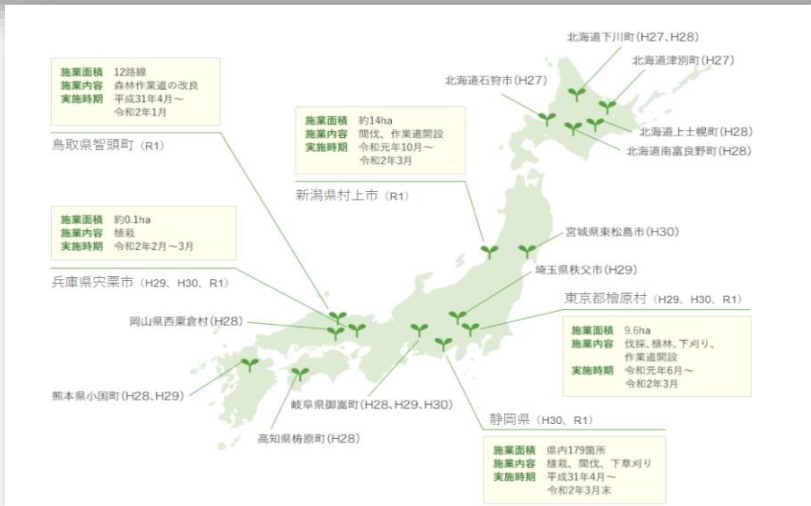 北海道下川町(H27、H28)
北海道津別町(H27)
北海道石狩市(H27)
北海道上士幌町(H28)
北海道南富良野町(H28)
施業面積 12路線
施業内容 森林作業道の改良
実施時期 平成31年4月～
令和2年1月
鳥取県智頭町（R1）
施業面積 約14ha
施業内容 間伐、作業道開設
実施時期 令和元年10月～
令和2年3月
新潟県村上市（R1）
施業面積 約0.1ha
施業内容 植栽
実施時期 令和2年2月～3月
兵庫県宍粟市（H29、H30、R1）
宮城県東松島市(H30)
埼玉県秩父市(H29)
東京都檜原村（H29、H30、R1）
施業面積 9.6ha
施業内容 伐採、植林、下刈り、
作業道開設
実施時期 令和元年6月～
令和2年3月
岡山県西粟倉村(H28)
熊本県小国町(H28、H29)
岐阜県御嵩町(H28、H29、H30)
高知県梼原町(H28)
静岡県（H30、R1）
施業面積 県内179箇所
施業内容 植栽、間伐、下草刈り
実施時期 平成31年4月～
令和2年3月末